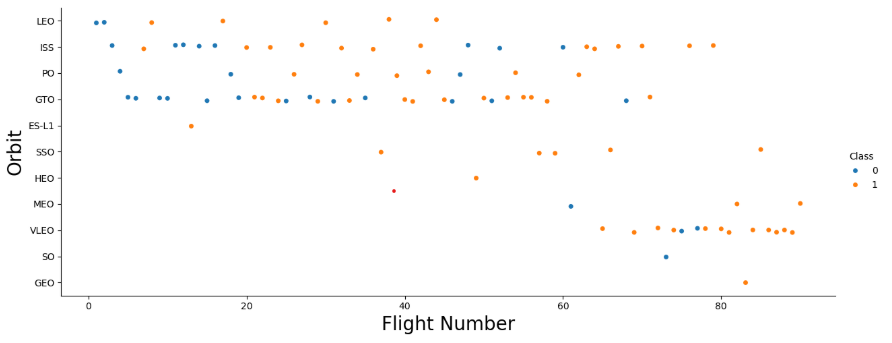 LEO
ISS
PO
GTO
ES-L1
SSO
HEO
MEO
VLEO
SO
GEO
Orbit
0 20 40 60 80
Flight Number
Class
0
1